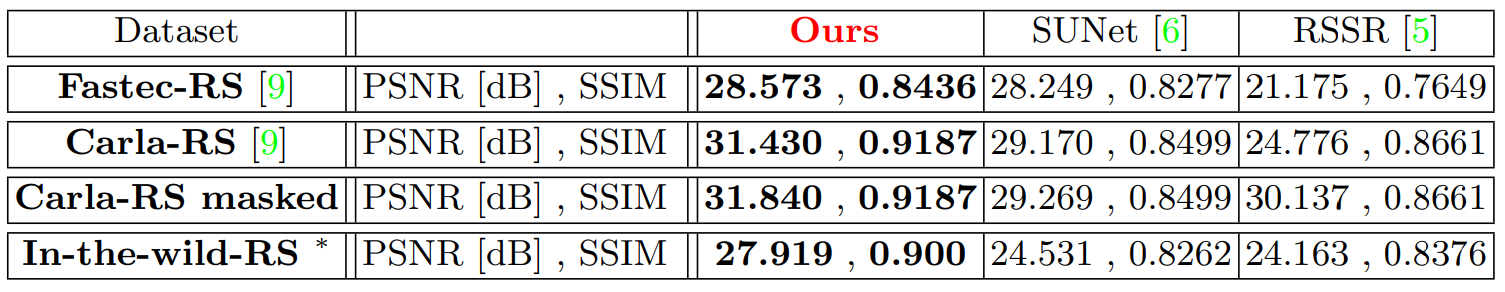 Dataset Ours SUNet [6] RSSR [5]
Fastec-RS [9] PSNR [dB] , SSIM 28.573 , 0.8436 28.249 , 0.8277 21.175 , 0.7649
Carla-RS [9] PSNR [dB] , SSIM 31.430 , 0.9187 29.170 , 0.8499 24.776 , 0.8661
Carla-RS masked PSNR [dB] , SSIM 31.840 , 0.9187 29.269 , 0.8499 30.137 , 0.8661
In-the-wild-RS * PSNR [dB] , SSIM 27.919 , 0.900 24.531 , 0.8262 24.163 , 0.8376